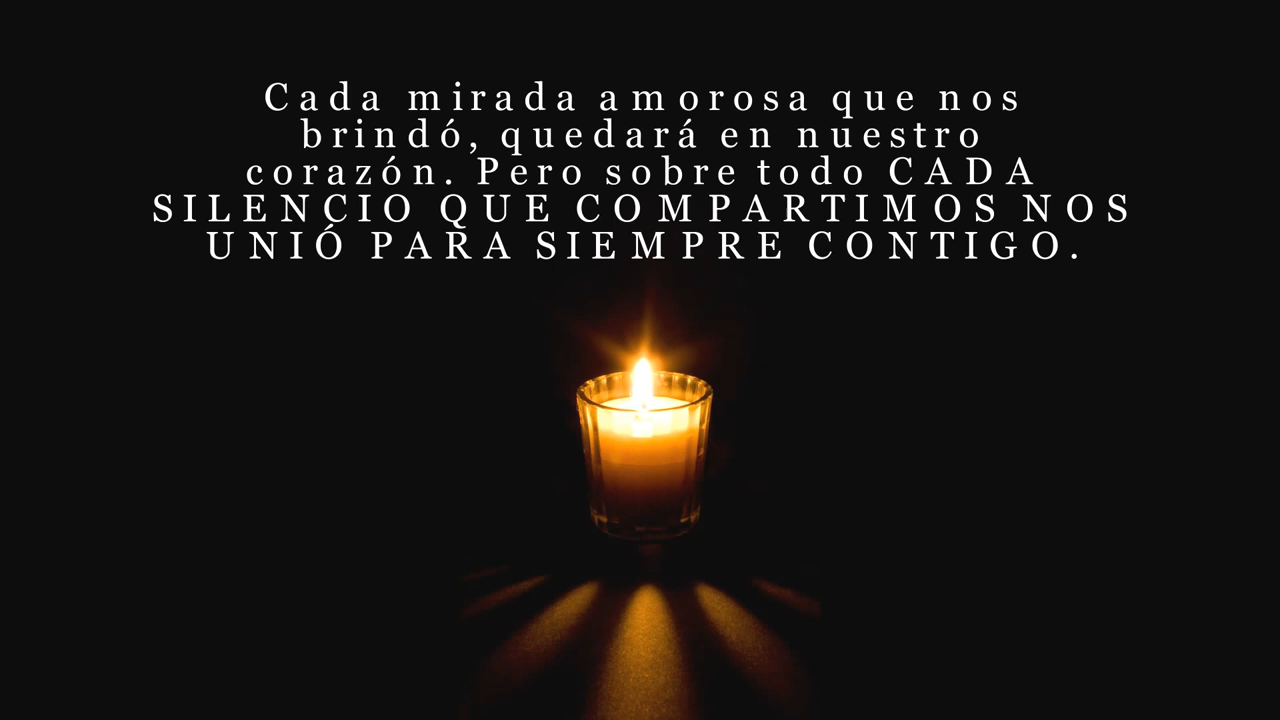 Cada mirada amorosa que nos
brindó, quedará en nuestro
corazón. Pero sobre todo CADA
SILENCIO QUE COMPARTIMOS NOS
UNIÓ PARA SIEMPRE CONTIGO.